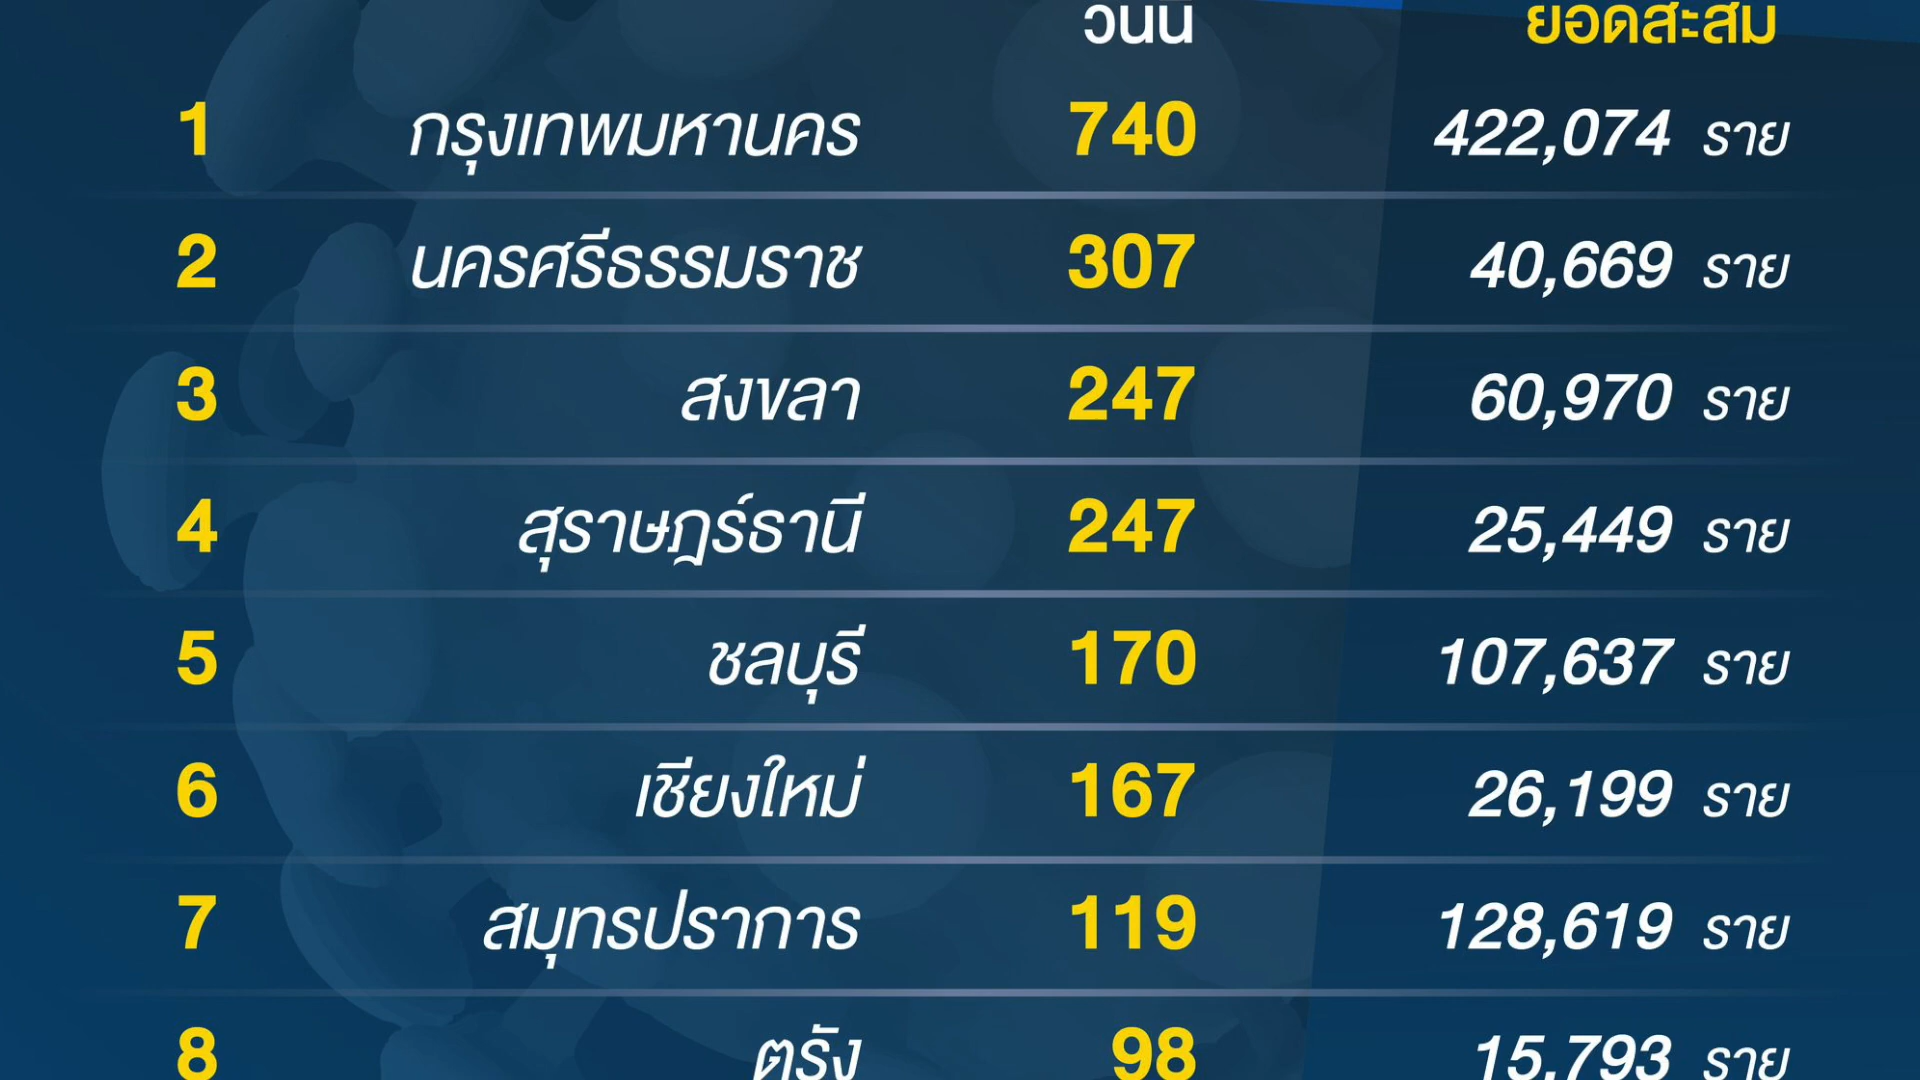 วันนี้ ยอดสะสม
1 กรุงเทพมหานคร 740 422,074 ราย
2 นครศรีธรรมราช 307 40,669 ราย
3 สงขลา 247 60,970 ราย
4 สุราษฎร์ธานี 247 25,449 ราย
5 ชลบุรี 170 107,637 ราย
6 เชียงใหม่ 167 26,199 ราย
7 สมุทรปราการ 119 128,619 ราย
8 ตรัง 98 15,793 ราย